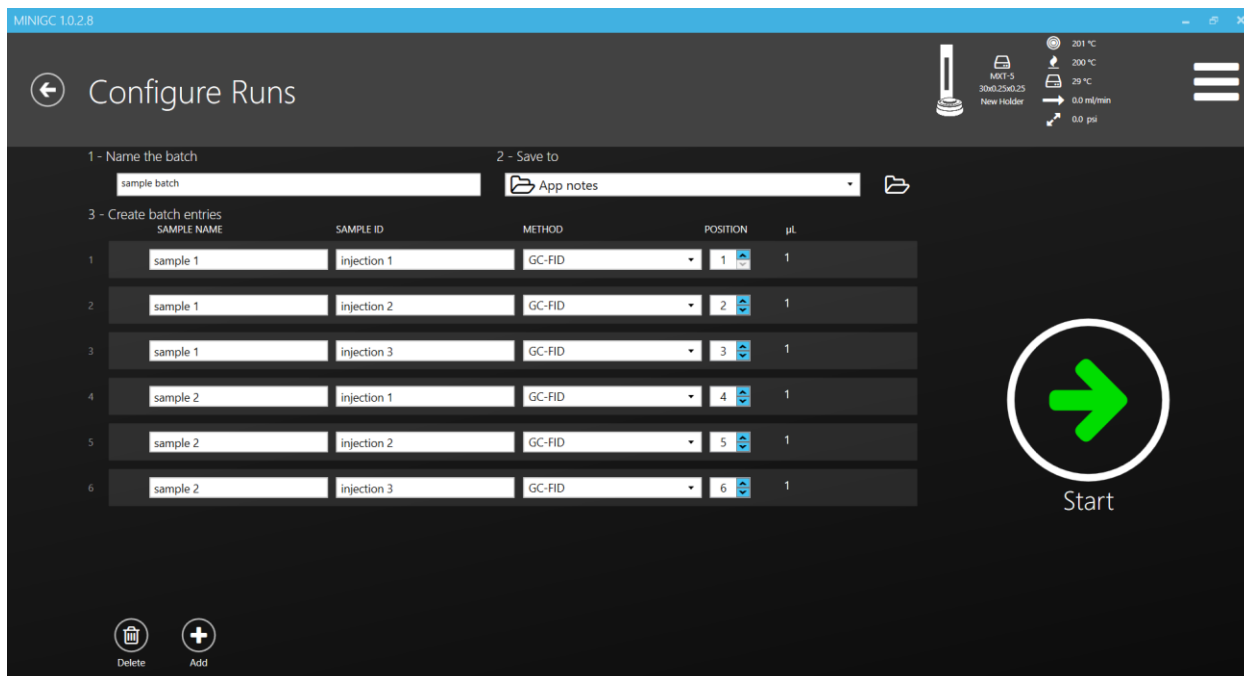 MINIGC 1.0.2.8
Configure Runs
MXT-5
30x0.25x0.25
New Holder
201 °C
200 °C
29 °C
0.0 ml/min
0.0 psi
1 - Name the batch
2 - Save to
sample batch
App notes
3 - Create batch entries
SAMPLE NAME SAMPLE ID METHOD POSITION µL
1 sample 1 injection 1 GC-FID 1 1
2 sample 1 injection 2 GC-FID 2 1
3 sample 1 injection 3 GC-FID 3 1
4 sample 2 injection 1 GC-FID 4 1
5 sample 2 injection 2 GC-FID 5 1
6 sample 2 injection 3 GC-FID 6 1
Start
Delete Add